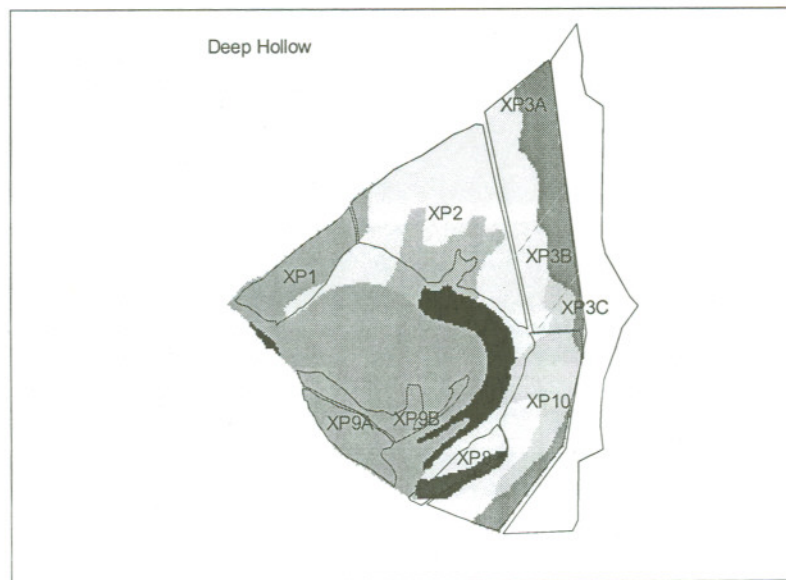 Deep Hollow
XP3A
XP2
XP3B
XP1
XP3C
XP10
XP9B
XP9A
XP8